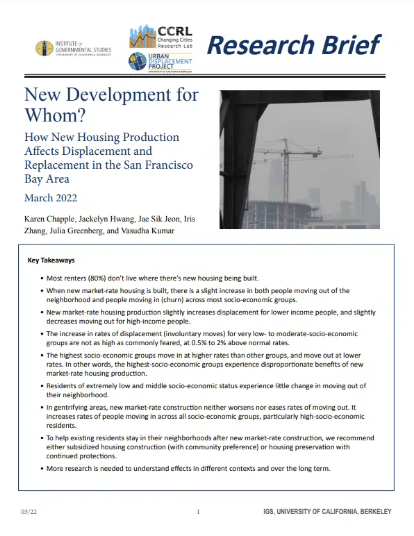 INSTITUTE of
GOVERNMENTAL STUDIES
UNIVERSITY OF CALIFORNIA, BERKELEY
CCRL
Changing Cities
Research Lab
URBAN
DISPLACEMENT
PROJECT
Research Brief
New Development for
Whom?
How New Housing Production
Affects Displacement and
Replacement in the San Francisco
Bay Area
March 2022
Karen Chapple, Jackelyn Hwang, Jae Sik Jeon, Iris
Zhang, Julia Greenberg, and Vasudha Kumar
Key Takeaways
• Most renters (80%) don't live where there's new housing being built.
• When new market-rate housing is built, there is a slight increase in both people moving out of the
neighborhood and people moving in (churn) across most socio-economic groups.
• New market-rate housing production slightly increases displacement for lower income people, and slightly
decreases moving out for high-income people.
• The increase in rates of displacement (involuntary moves) for very low- to moderate-socio-economic
groups are not as high as commonly feared, at 0.5% to 2% above normal rates.
• The highest socio-economic groups move in at higher rates than other groups, and move out at lower
rates. In other words, the highest-socio-economic groups experience disproportionate benefits of new
market-rate housing production.
• Residents of extremely low and middle socio-economic status experience little change in moving out of
their neighborhood.
• In gentrifying areas, new market-rate construction neither worsens nor eases rates of moving out. It
increases rates of people moving in across all socio-economic groups, particularly high-socio-economic
residents.
• To help existing residents stay in their neighborhoods after new market-rate construction, we recommend
either subsidized housing construction (with community preference) or housing preservation with
continued protections.
• More research is needed to understand effects in different contexts and over the long term.
03/22
1
IGS, UNIVERSITY OF CALIFORNIA, BERKELEY